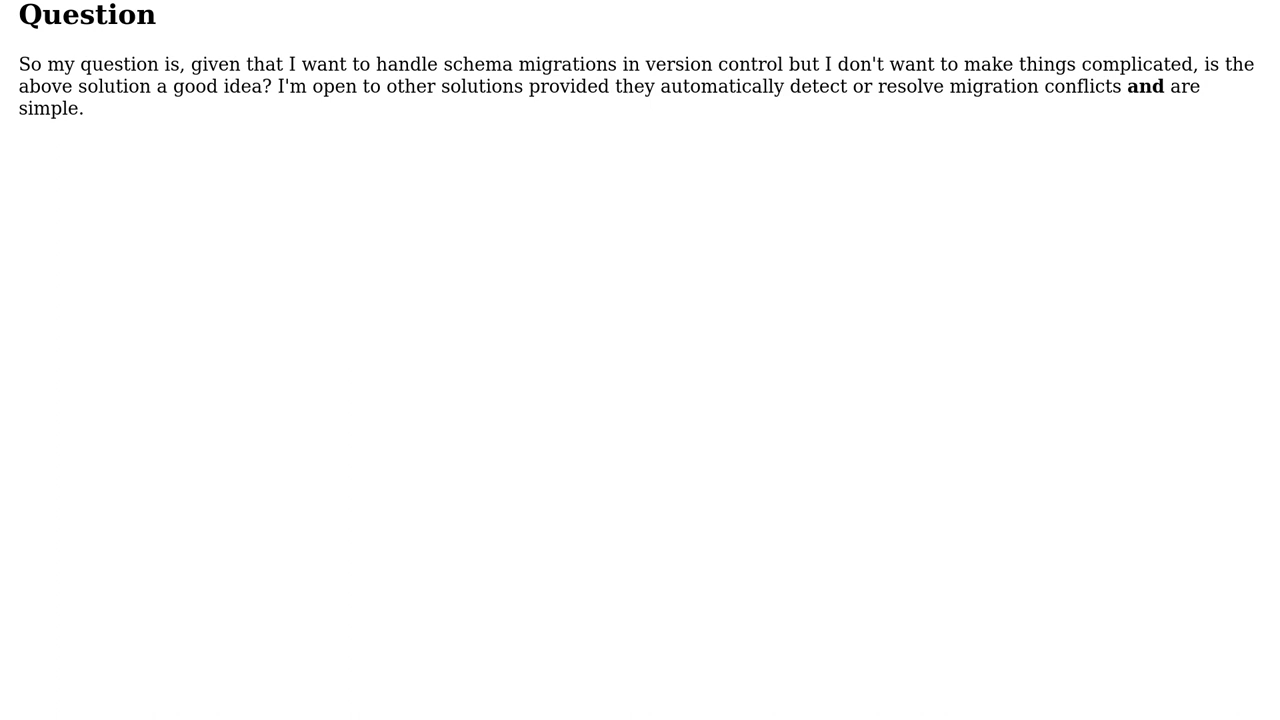 Question
So my question is, given that I want to handle schema migrations in version control but I don't want to make things complicated, is the
above solution a good idea? I'm open to other solutions provided they automatically detect or resolve migration conflicts and are
simple.